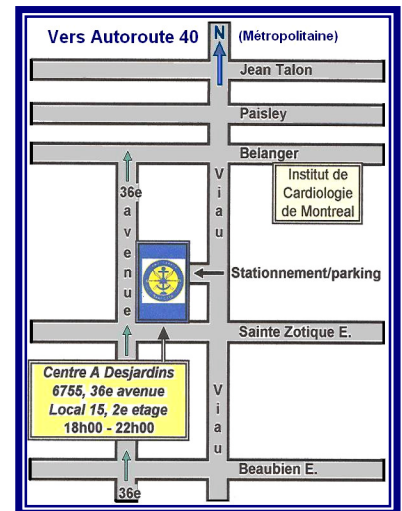 Vers Autoroute 40
N
(Métropolitaine)
Jean Talon
Paisley
Belanger
Institut de
Cardiologie
de Montreal
36e
avenue
Viau
Stationnement/parking
Sainte Zotique E.
Centre A Desjardins
6755, 36e avenue
Local 15, 2e etage
18h00 - 22h00
Viau
Beaubien E.
36e